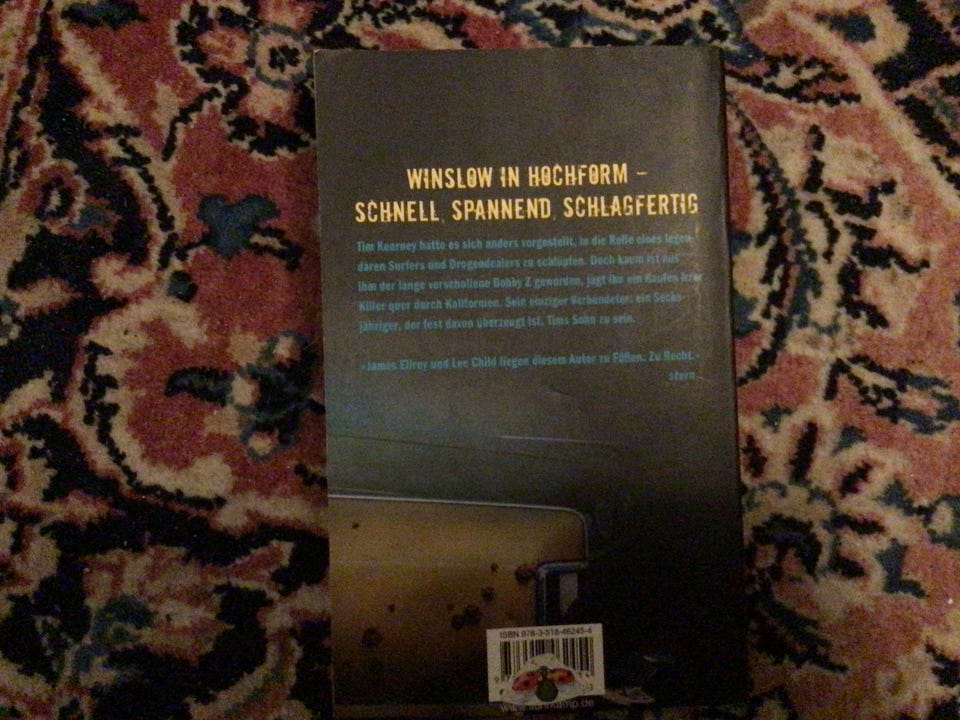 WINSLOW IN HOCHFORM –
SCHNELL, SPANNEND, SCHLAGFERTIG
Tim Kearney hatte es sich anders vorgestellt, in die Rolle eines legen-
dären Surfers und Drogendealers zu schlüpfen. Doch kaum ist aus
ihm der lange verschollene Bobby Z geworden, jagt ihn ein Haufen irrer
Killer quer durch Kalifornien. Sein einziger Verbündeter: ein Sechs-
jähriger, der fest davon überzeugt ist, Tims Sohn zu sein.
»James Ellroy und Lee Child liegen diesem Autor zu Füßen. Zu Recht.«
stern
ISBN 978-3-518-46245-4
www.suhrkamp.de